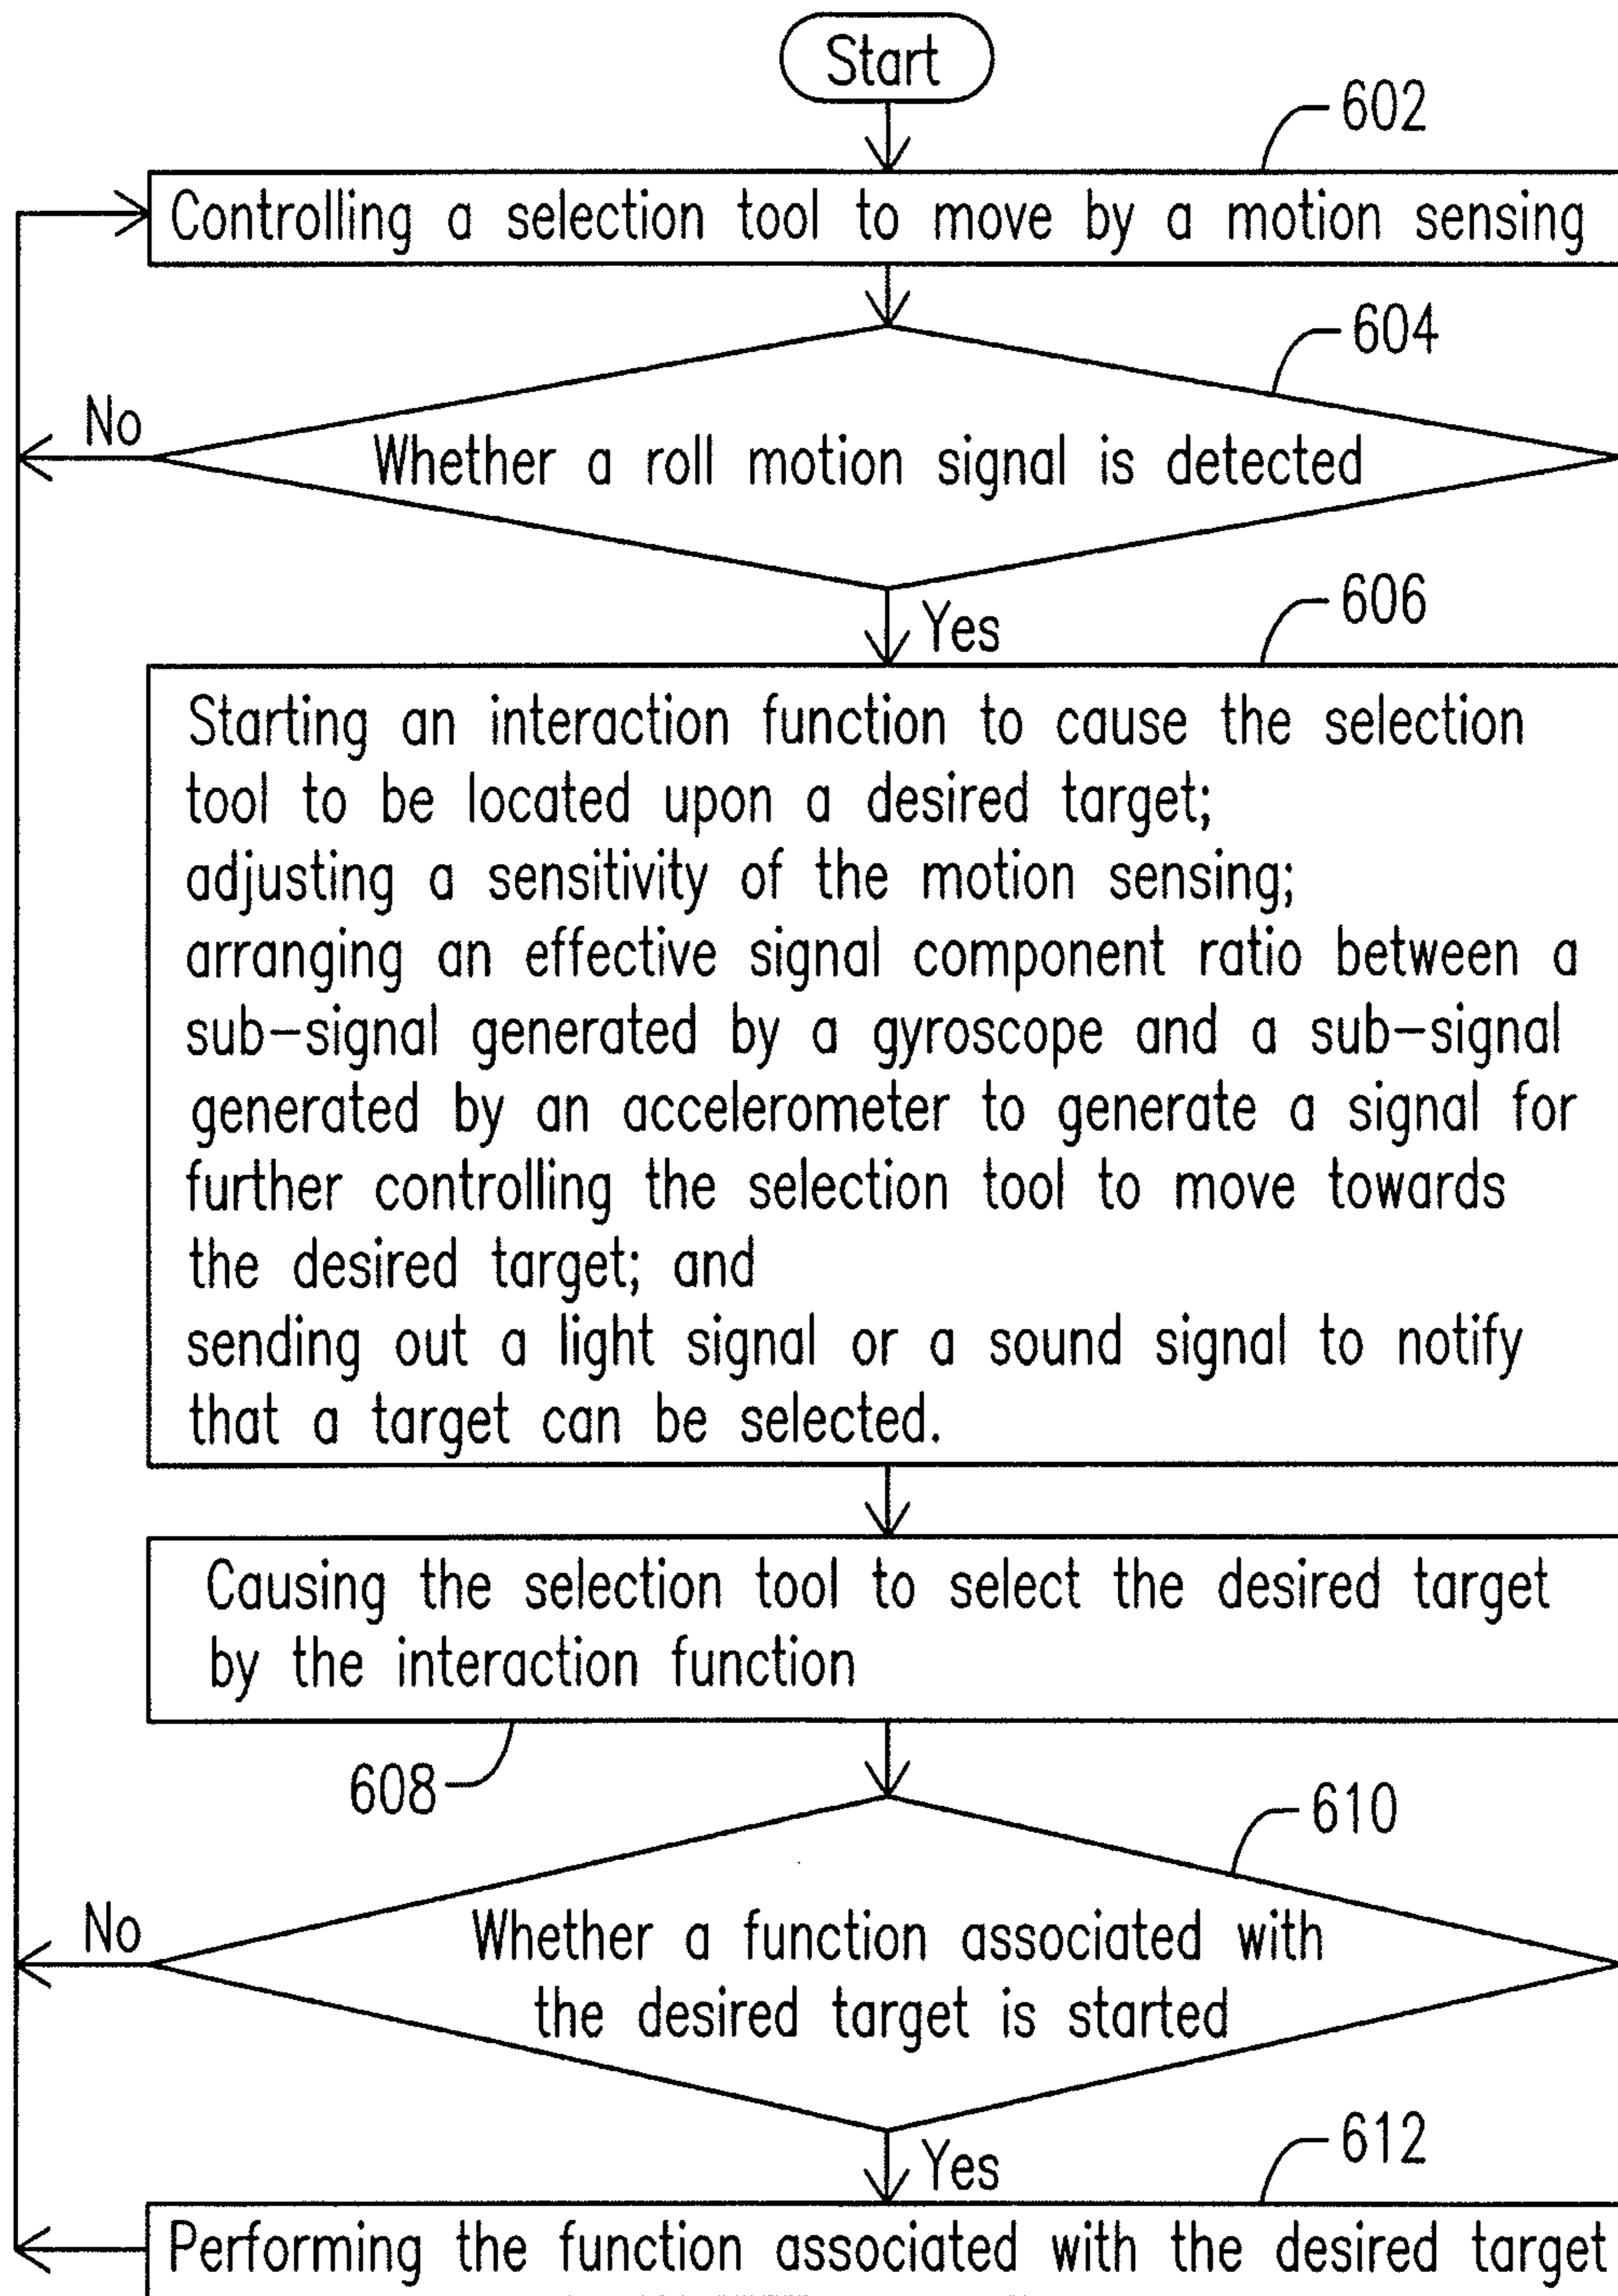 Start
602
Controlling a selection tool to move by a motion sensing
604
No
Whether a roll motion signal is detected
Yes
606
Starting an interaction function to cause the selection
tool to be located upon a desired target;
adjusting a sensitivity of the motion sensing;
arranging an effective signal component ratio between a
sub-signal generated by a gyroscope and a sub-signal
generated by an accelerometer to generate a signal for
further controlling the selection tool to move towards
the desired target; and
sending out a light signal or a sound signal to notify
that a target can be selected.
Causing the selection tool to select the desired target
by the interaction function
608
610
No
Whether a function associated with
the desired target is started
Yes
612
Performing the function associated with the desired target